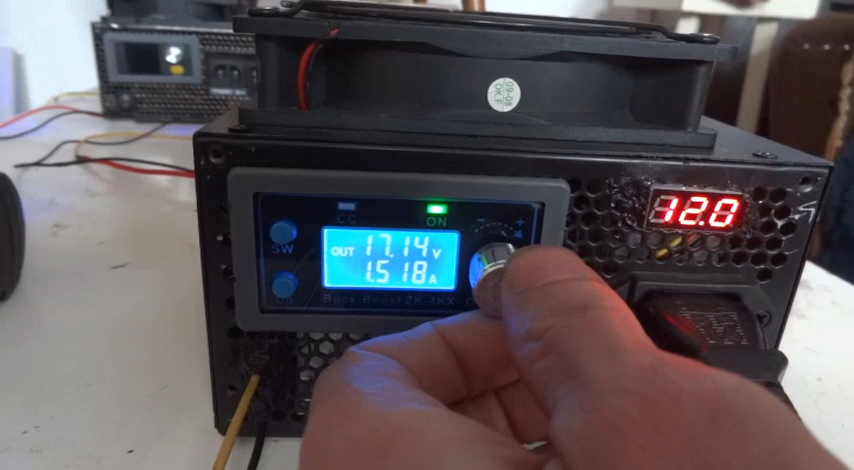 09-08
OK.F
CC
ON
- +
SW
OUT 17.14 V
1.518 A
Buck-Boost ZK-4KX
12.0
V